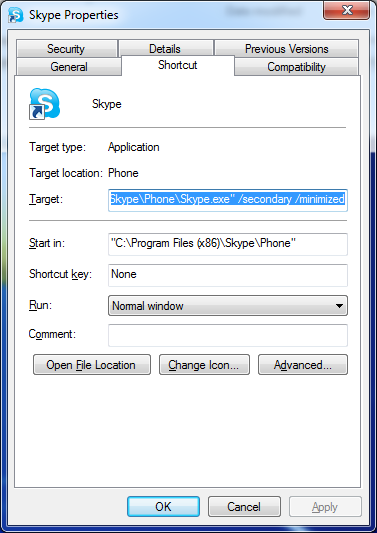 Skype Properties
Security Details Previous Versions
General Shortcut Compatibility
Skype
Target type: Application
Target location: Phone
Target: Skype\Phone\Skype.exe" /secondary /minimized
Start in: "C:\Program Files (x86)\Skype\Phone"
Shortcut key: None
Run: Normal window
Comment:
Open File Location Change Icon... Advanced...
OK Cancel Apply